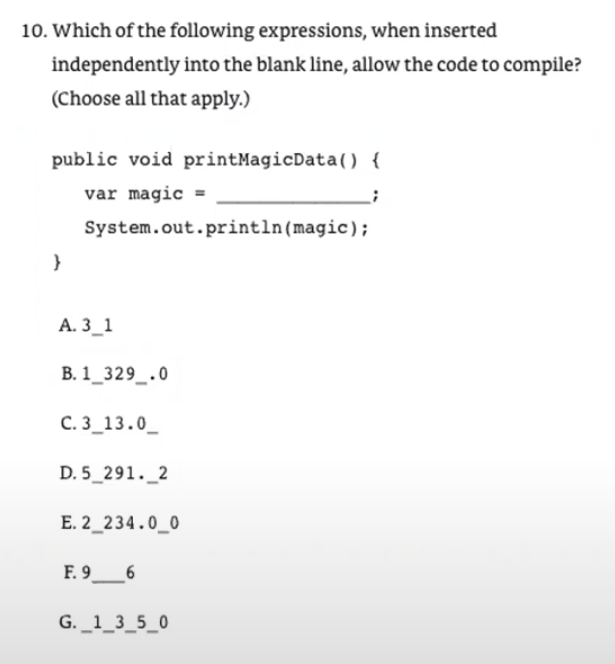 10. Which of the following expressions, when inserted
independently into the blank line, allow the code to compile?
(Choose all that apply.)
public void printMagicData() {
var magic = ______________;
System.out.println(magic);
}
A. 3_1
B. 1_329_.0
C. 3_13.0_
D. 5_291._2
E. 2_234.0_0
F. 9___6
G. _1_3_5_0